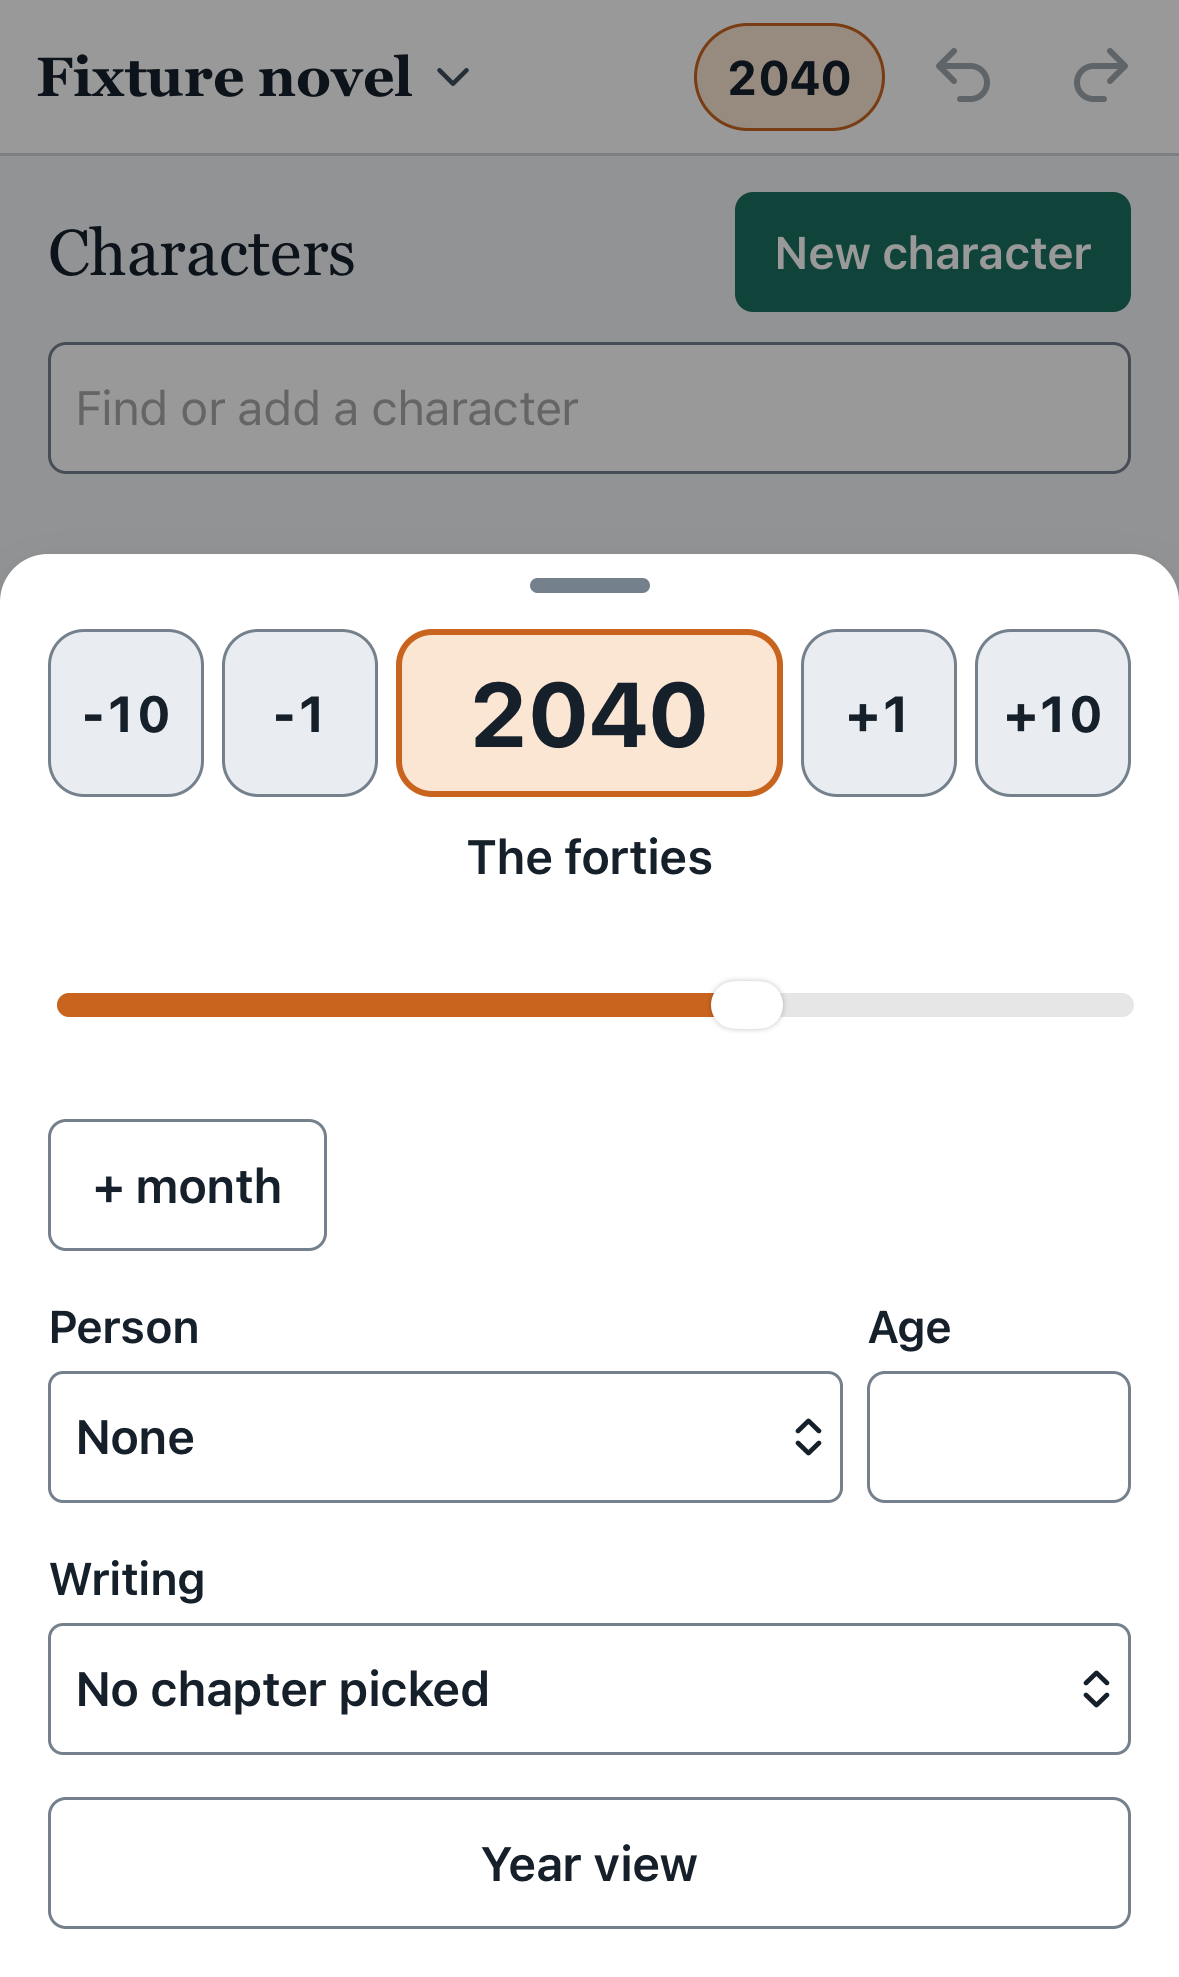 Fixture novel 2040
Characters New character
Find or add a character
-10 -1 2040 +1 +10
The forties
+ month
Person Age
None
Writing
No chapter picked
Year view